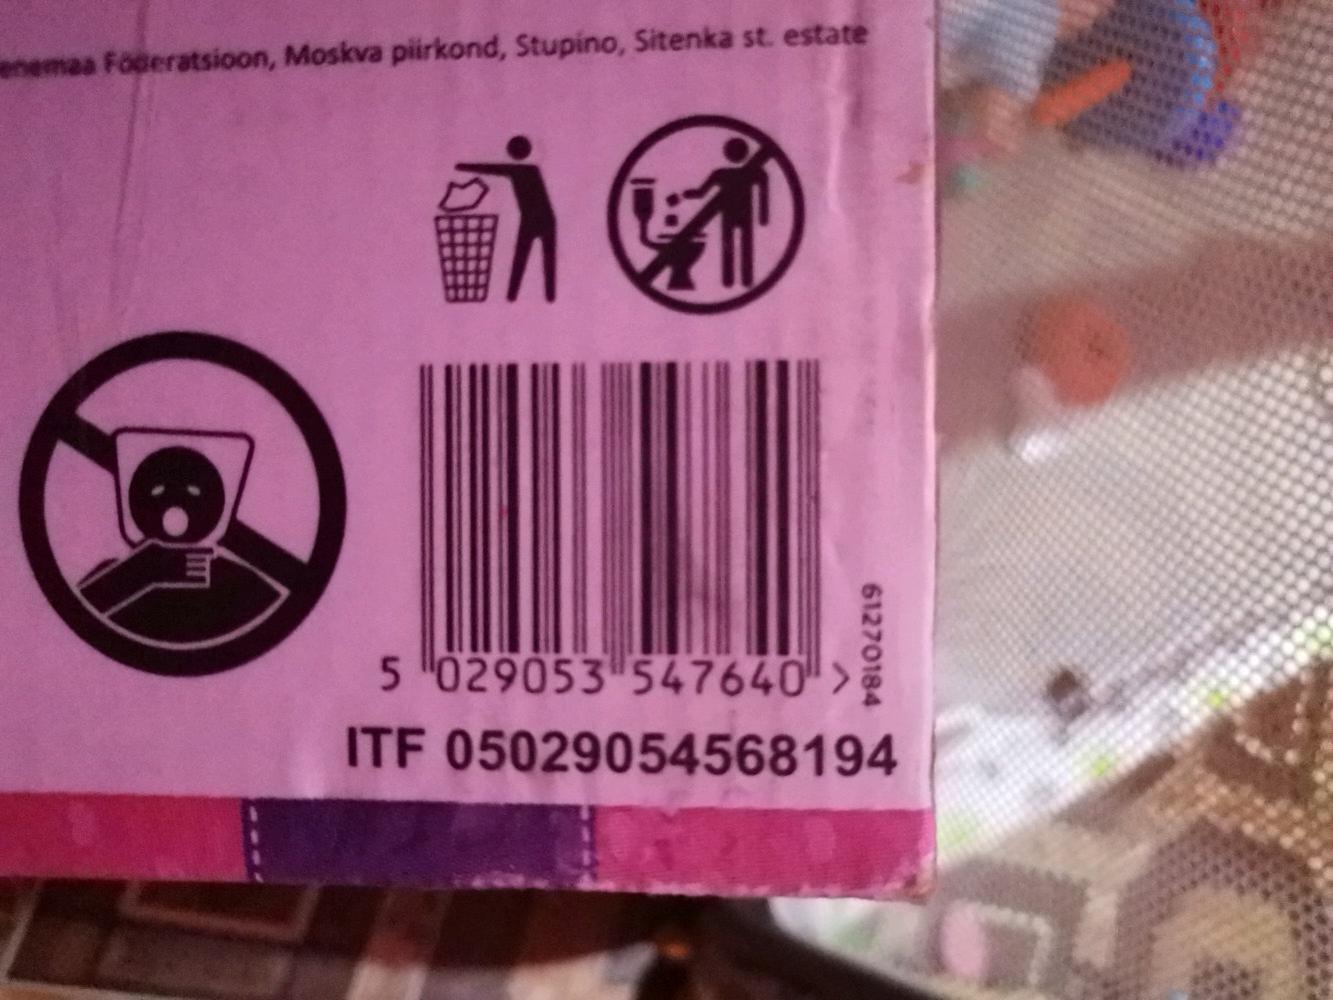 Föderatsioon, Moskva piirkond, Stupino, Sitenka st. estate
61270184
5 029053 547640 >
ITF 05029054568194